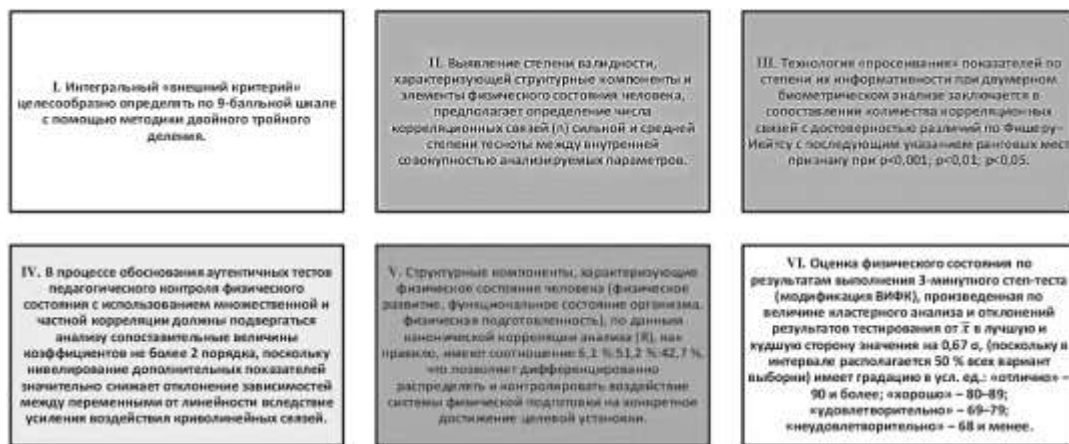 I. Интегральный «внешний критерий»
целесообразно определять по 9-балльной шкале
с помощью методики двойного тройного
деления.
II. Выявление степени валидности,
характеризующей структурные компоненты и
элементы физического состояния человека,
предполагает определение числа
корреляционных связей (n) сильной и средней
степени тесноты между внутренней
совокупностью анализируемых параметров.
III. Технология «просеивания» показателей по
степени их информативности при двумерном
биометрическом анализе заключается в
сопоставлении количества корреляционных
связей с достоверностью различий по Фишеру–
Иейтсу с последующим указанием ранговых мест
признаку при p<0,001; p<0,01; p<0,05.
IV. В процессе обоснования аутентичных тестов
педагогического контроля физического
состояния с использованием множественной и
частной корреляции должны подвергаться
анализу сопоставительные величины
коэффициентов не более 2 порядка, поскольку
нивелирование дополнительных показателей
значительно снижает отклонение зависимостей
между переменными от линейности вследствие
усиления воздействия криволинейных связей.
V. Структурные компоненты, характеризующие
физическое состояние человека (физическое
развитие, функциональное состояние организма,
физическая подготовленность), по данным
канонической корреляции анализа (R), как
правило, имеют соотношение 6,1 %:51,2 %:42,7 %,
что позволяет дифференцированно
распределять и контролировать воздействие
системы физической подготовки на конкретное
достижение целевой установки.
VI. Оценка физического состояния по
результатам выполнения 3-минутного степ-теста
(модификация ВИФК), произведенная по
величине кластерного анализа и отклонений
результатов тестирования от x̄ в лучшую и
худшую сторону значения на 0,67 σ, (поскольку в
интервале располагается 50 % всех вариант
выборки) имеет градацию в усл. ед.: «отлично» –
90 и более; «хорошо» – 80–89;
«удовлетворительно» – 69–79;
«неудовлетворительно» – 68 и менее.